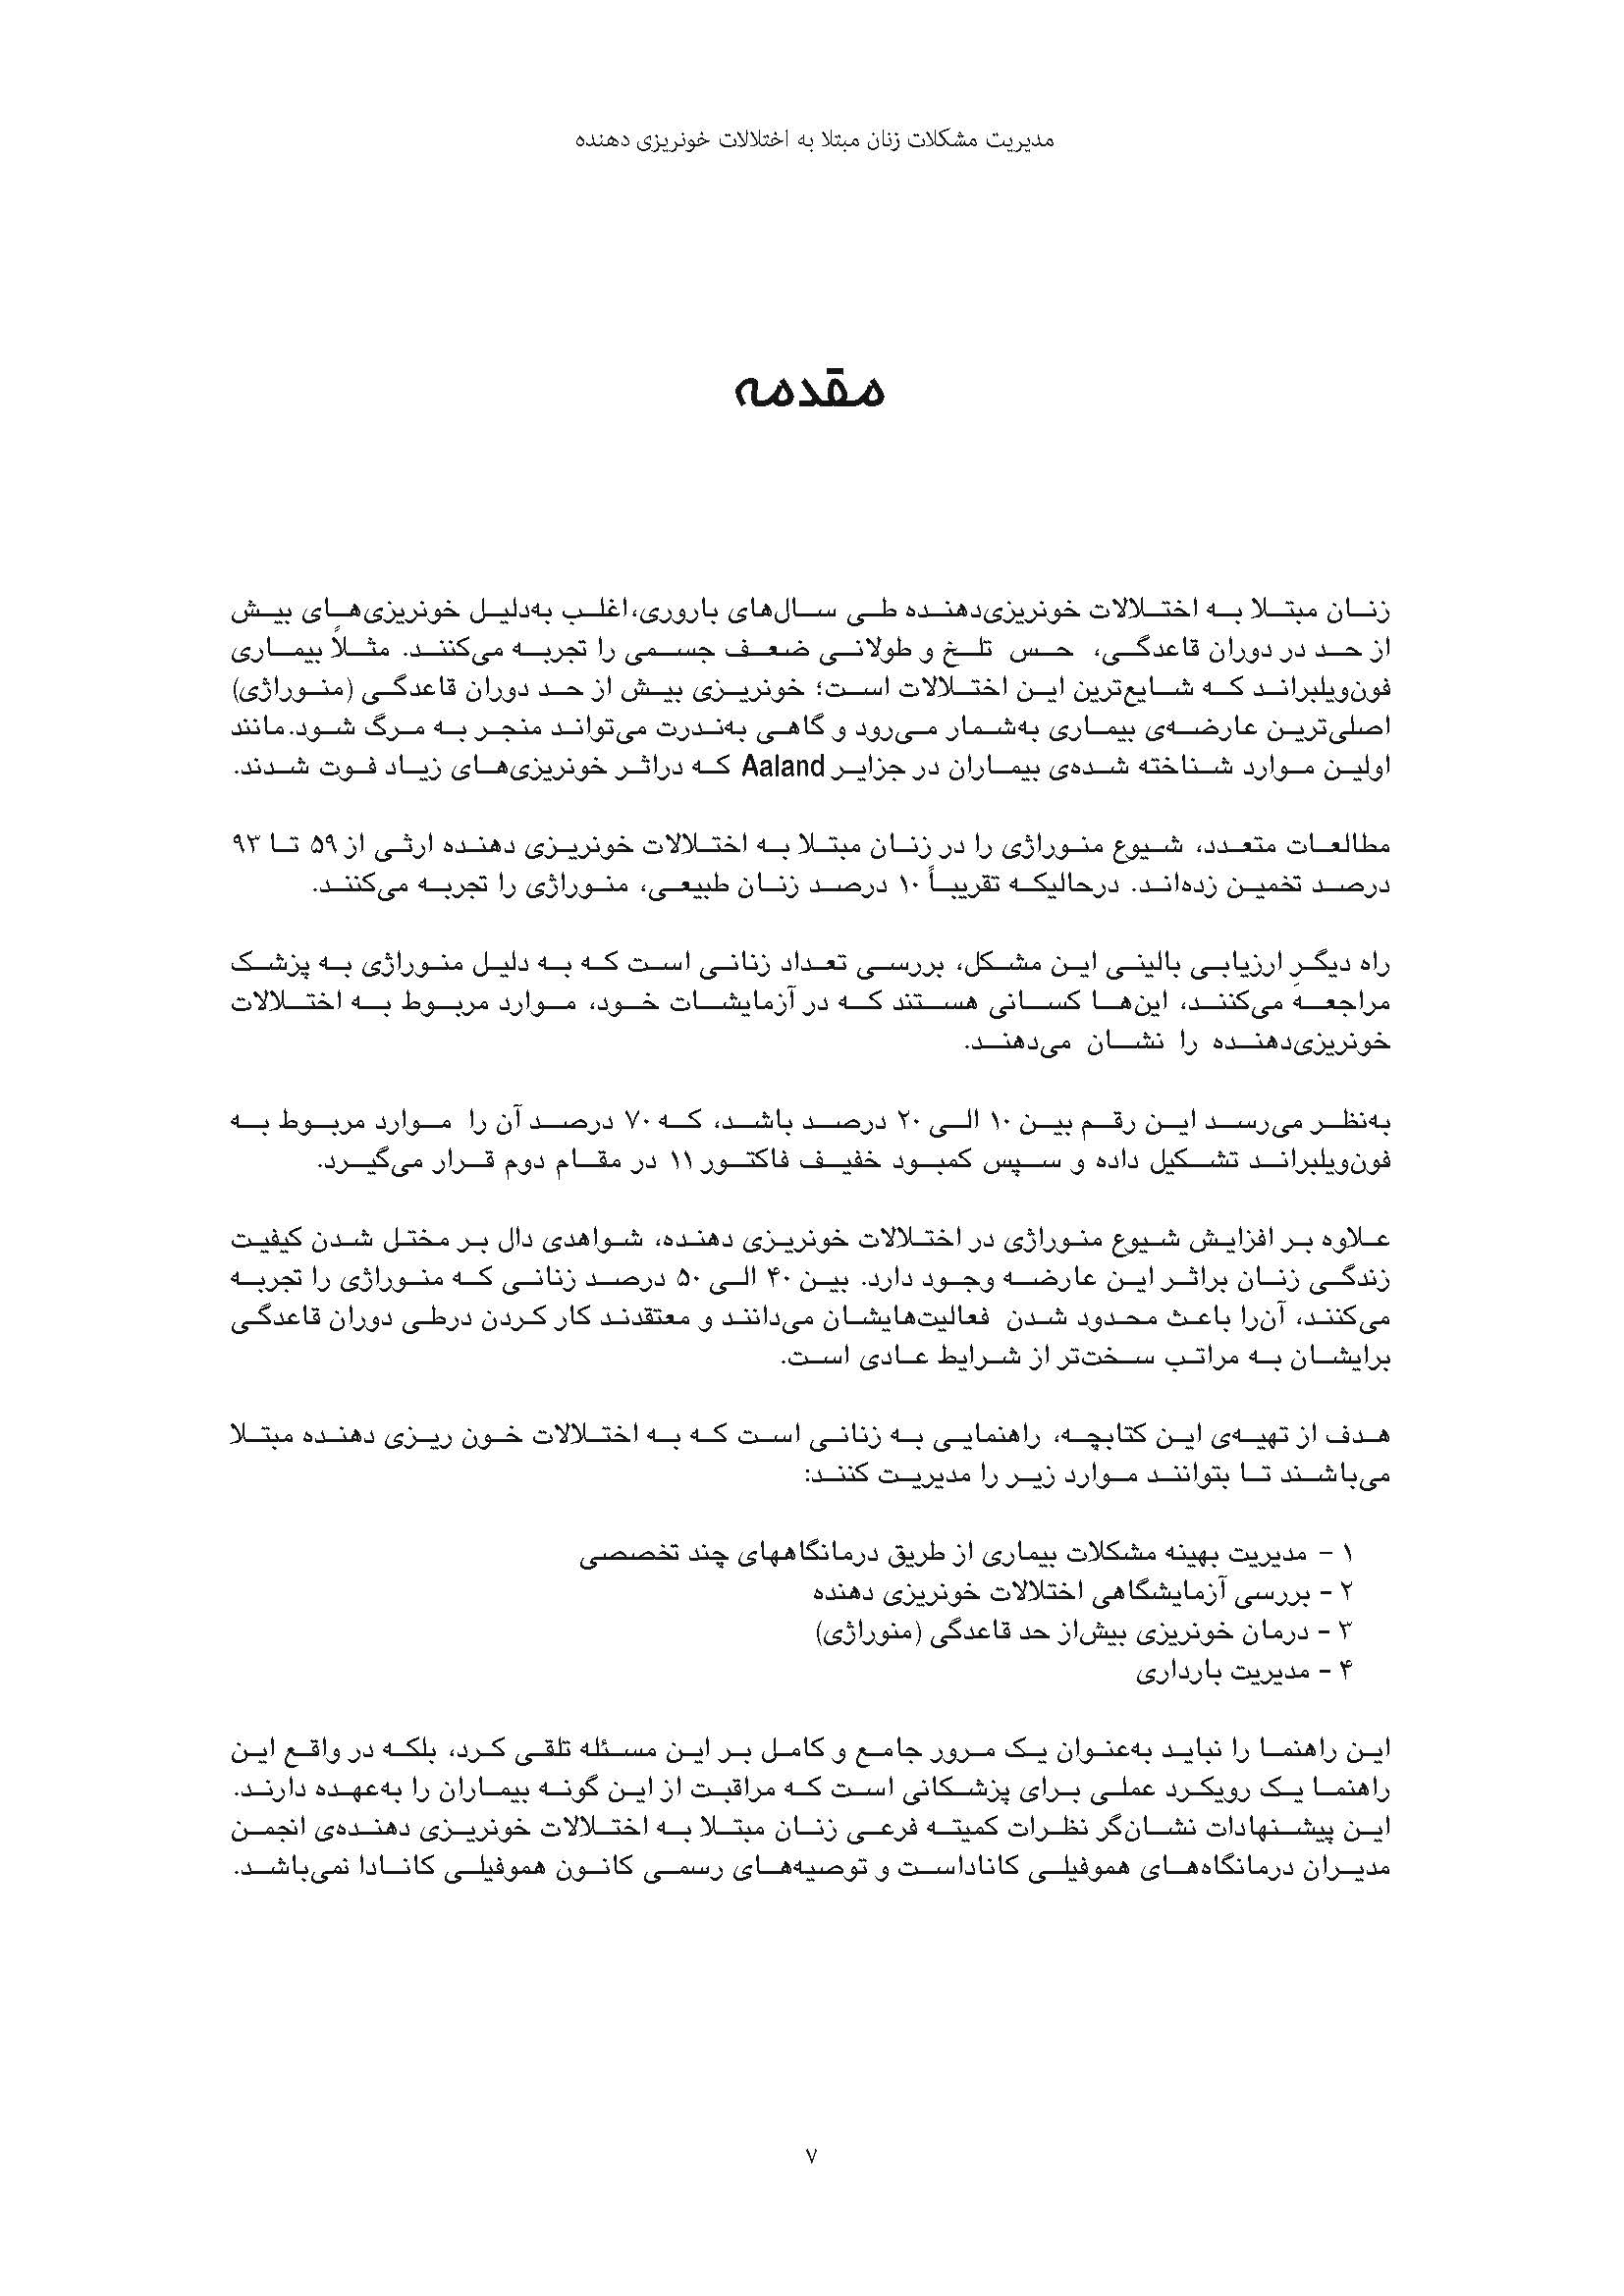 مدیریت مشکلات زنان مبتلا به اختلالات خونریزی دهنده
مقدمه
زنان مبتلا به اختلالات خونریزی‌دهنده طی سال‌های باروری،اغلب به‌دلیل خونریزی‌های بیش
از حد در دوران قاعدگی، حس تلخ و طولانی ضعف جسمی را تجربه می‌کنند. مثلاً بیماری
فون‌ویلبراند که شایع‌ترین این اختلالات است؛ خونریزی بیش از حد دوران قاعدگی (منوراژی)
اصلی‌ترین عارضه‌ی بیماری به‌شمار می‌رود و گاهی به‌ندرت می‌تواند منجر به مرگ شود.مانند
اولین موارد شناخته شده‌ی بیماران در جزایر Aaland که دراثر خونریزی‌های زیاد فوت شدند.
مطالعات متعدد، شیوع منوراژی را در زنان مبتلا به اختلالات خونریزی دهنده ارثی از ۵۹ تا ۹۳
درصد تخمین زده‌اند. درحالیکه تقریباً ۱۰ درصد زنان طبیعی، منوراژی را تجربه می‌کنند.
راه دیگرِ ارزیابی بالینی این مشکل، بررسی تعداد زنانی است که به دلیل منوراژی به پزشک
مراجعه می‌کنند، این‌ها کسانی هستند که در آزمایشات خود، موارد مربوط به اختلالات
خونریزی‌دهنده را نشان می‌دهند.
به‌نظر می‌رسد این رقم بین ۱۰ الی ۲۰ درصد باشد، که ۷۰ درصد آن را موارد مربوط به
فون‌ویلبراند تشکیل داده و سپس کمبود خفیف فاکتور ۱۱ در مقام دوم قرار می‌گیرد.
علاوه بر افزایش شیوع منوراژی در اختلالات خونریزی دهنده، شواهدی دال بر مختل شدن کیفیت
زندگی زنان براثر این عارضه وجود دارد. بین ۴۰ الی ۵۰ درصد زنانی که منوراژی را تجربه
می‌کنند، آن‌را باعث محدود شدن فعالیت‌هایشان می‌دانند و معتقدند کار کردن درطی دوران قاعدگی
برایشان به مراتب سخت‌تر از شرایط عادی است.
هدف از تهیه‌ی این کتابچه، راهنمایی به زنانی است که به اختلالات خون ریزی دهنده مبتلا
می‌باشند تا بتوانند موارد زیر را مدیریت کنند:
۱ – مدیریت بهینه مشکلات بیماری از طریق درمانگاههای چند تخصصی
۲ – بررسی آزمایشگاهی اختلالات خونریزی دهنده
۳ – درمان خونریزی بیش‌از حد قاعدگی (منوراژی)
۴ – مدیریت بارداری
این راهنما را نباید به‌عنوان یک مرور جامع و کامل بر این مسئله تلقی کرد، بلکه در واقع این
راهنما یک رویکرد عملی برای پزشکانی است که مراقبت از این گونه بیماران را به‌عهده دارند.
این پیشنهادات نشان‌گر نظرات کمیته فرعی زنان مبتلا به اختلالات خونریزی دهنده‌ی انجمن
مدیران درمانگاه‌های هموفیلی کاناداست و توصیه‌های رسمی کانون هموفیلی کانادا نمی‌باشد.
۷